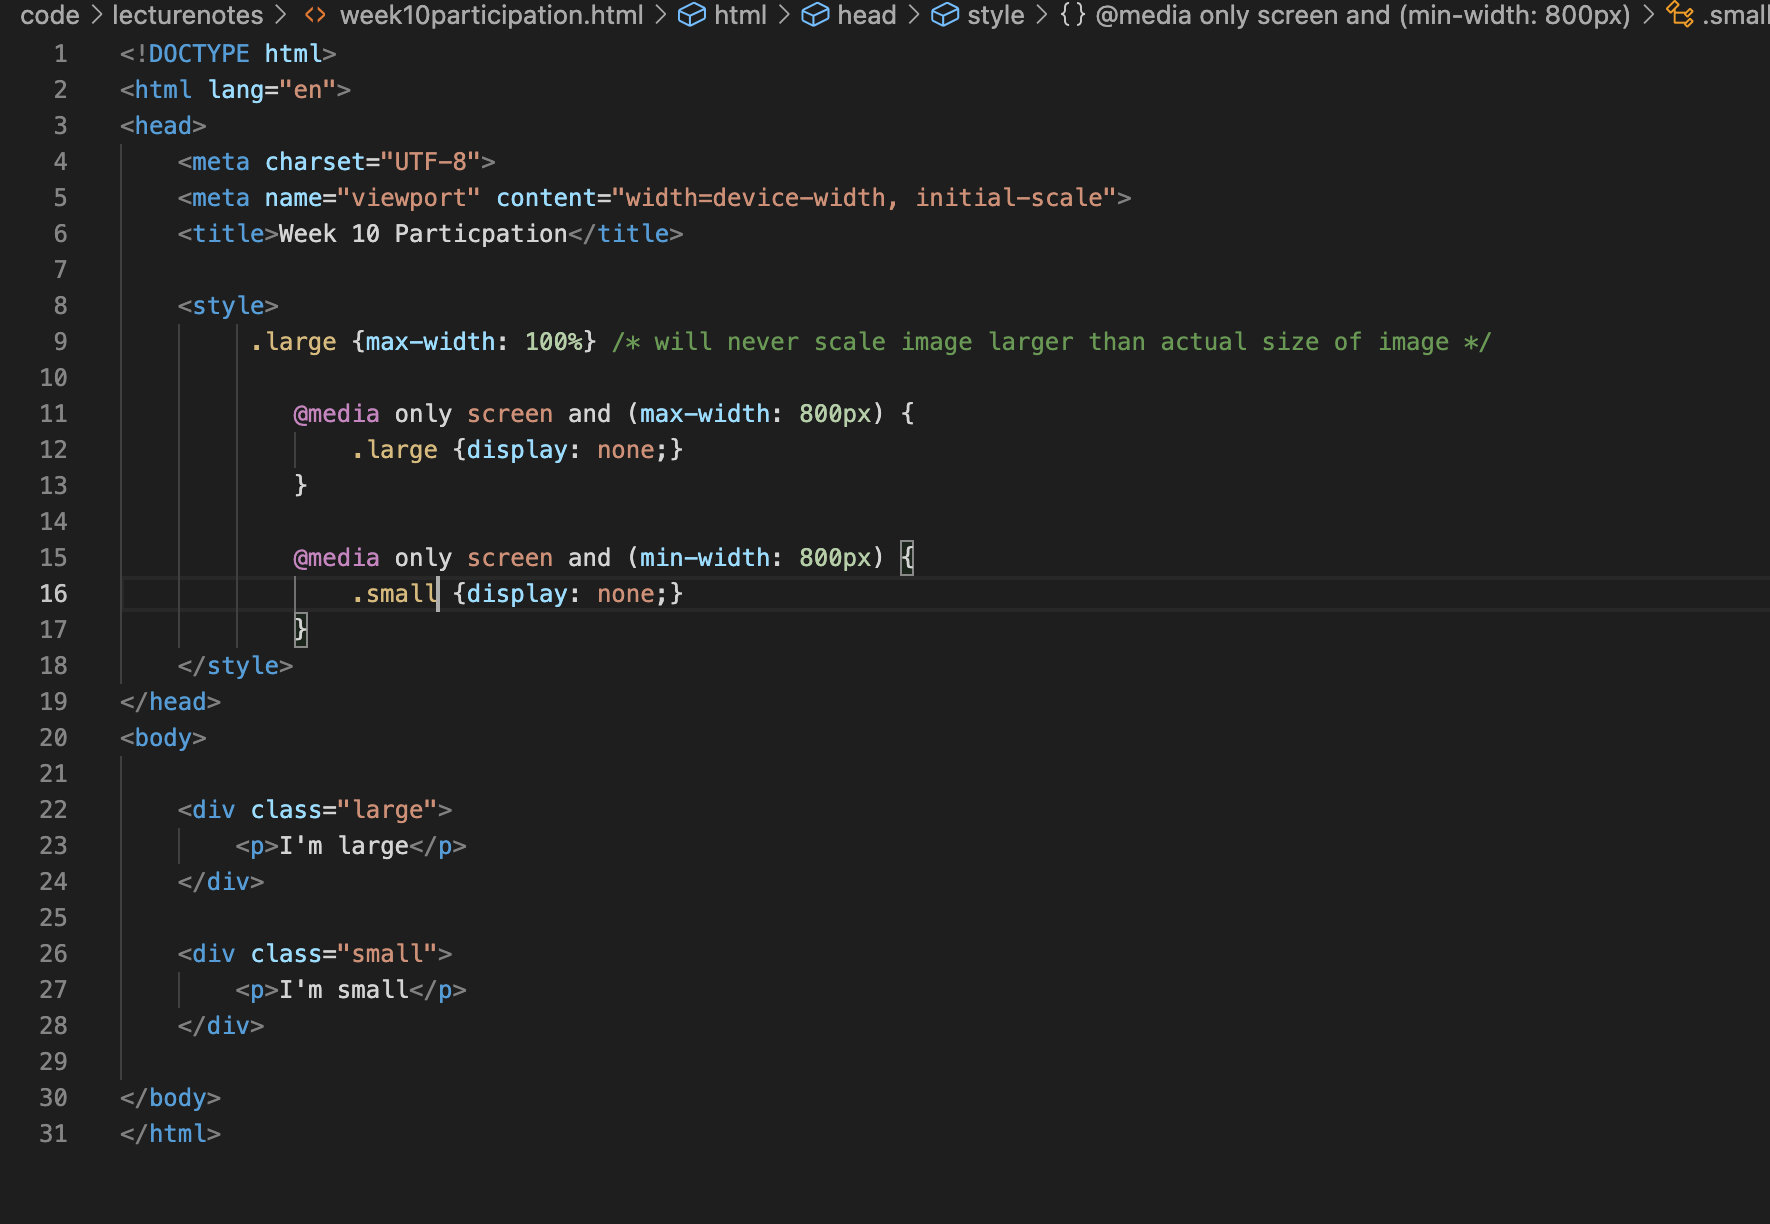 code > lecturenotes > <> week10participation.html > html > head > style > {} @media only screen and (min-width: 800px) > .small
1 <!DOCTYPE html>
2 <html lang="en">
3 <head>
4     <meta charset="UTF-8">
5     <meta name="viewport" content="width=device-width, initial-scale">
6     <title>Week 10 Particpation</title>
7
8     <style>
9          .large {max-width: 100%} /* will never scale image larger than actual size of image */
10
11             @media only screen and (max-width: 800px) {
12                 .large {display: none;}
13             }
14
15             @media only screen and (min-width: 800px) {
16                 .small {display: none;}
17             }
18     </style>
19 </head>
20 <body>
21
22     <div class="large">
23         <p>I'm large</p>
24     </div>
25
26     <div class="small">
27         <p>I'm small</p>
28     </div>
29
30 </body>
31 </html>